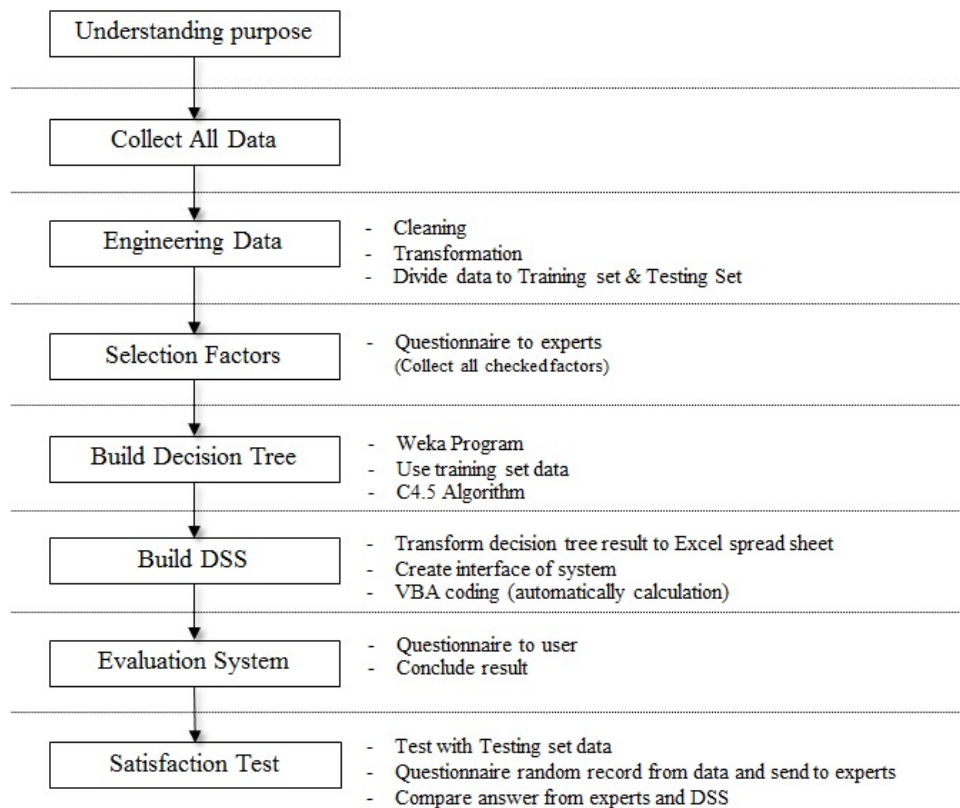 Understanding purpose
Collect All Data
Engineering Data
- Cleaning
- Transformation
- Divide data to Training set & Testing Set
Selection Factors
- Questionnaire to experts
(Collect all checked factors)
Build Decision Tree
- Weka Program
- Use training set data
- C4.5 Algorithm
Build DSS
- Transform decision tree result to Excel spread sheet
- Create interface of system
- VBA coding (automatically calculation)
Evaluation System
- Questionnaire to user
- Conclude result
Satisfaction Test
- Test with Testing set data
- Questionnaire random record from data and send to experts
- Compare answer from experts and DSS